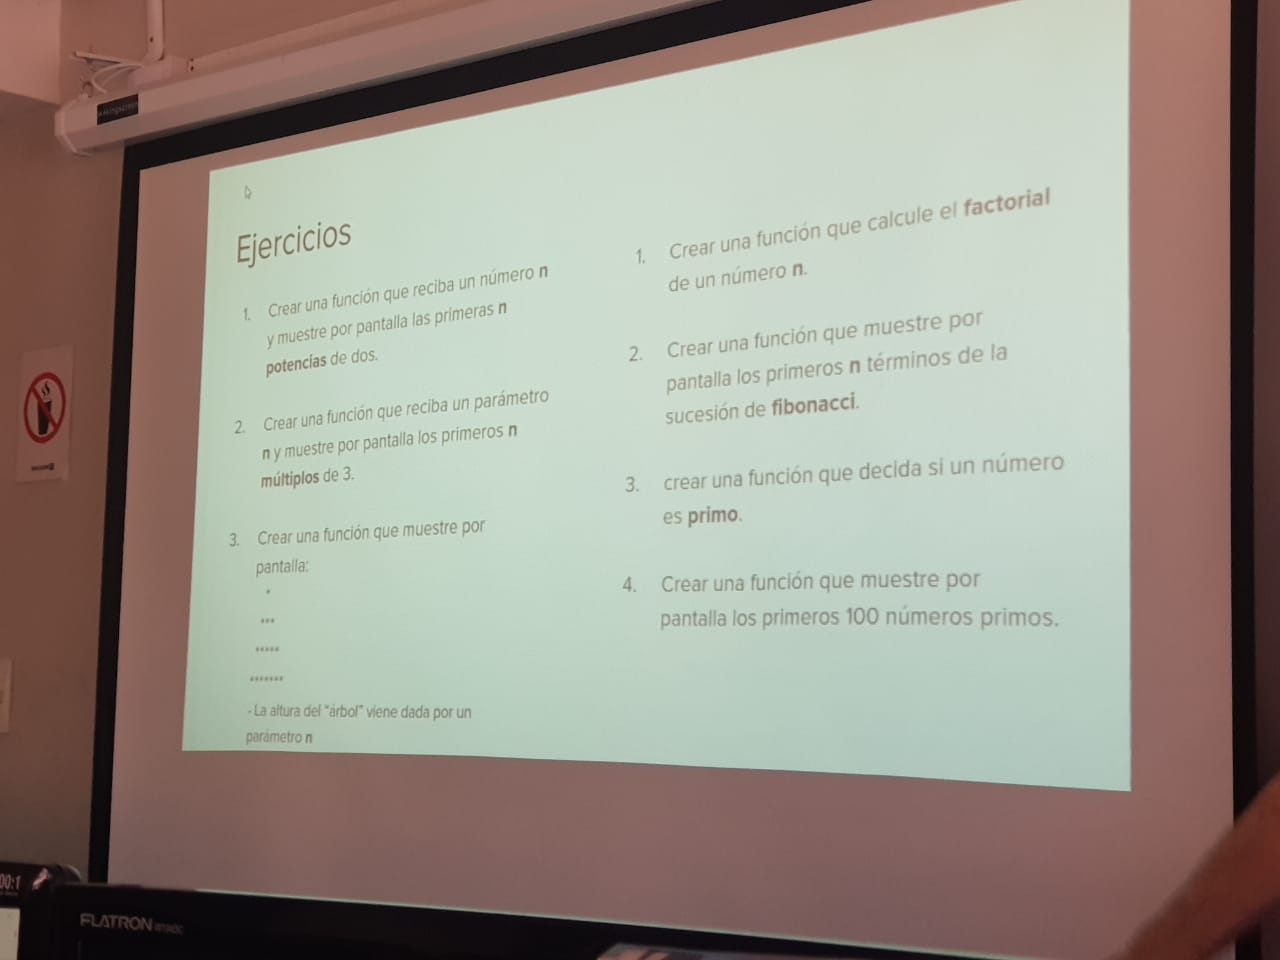 Ejercicios
1. Crear una función que reciba un número n
y muestre por pantalla las primeras n
potencias de dos.
2. Crear una función que reciba un parámetro
n y muestre por pantalla los primeros n
múltiplos de 3.
3. Crear una función que muestre por
pantalla:
*
***
*****
*******
- La altura del "árbol" viene dada por un
parámetro n
1. Crear una función que calcule el factorial
de un número n.
2. Crear una función que muestre por
pantalla los primeros n términos de la
sucesión de fibonacci.
3. crear una función que decida si un número
es primo.
4. Crear una función que muestre por
pantalla los primeros 100 números primos.
00:1
FLATRON